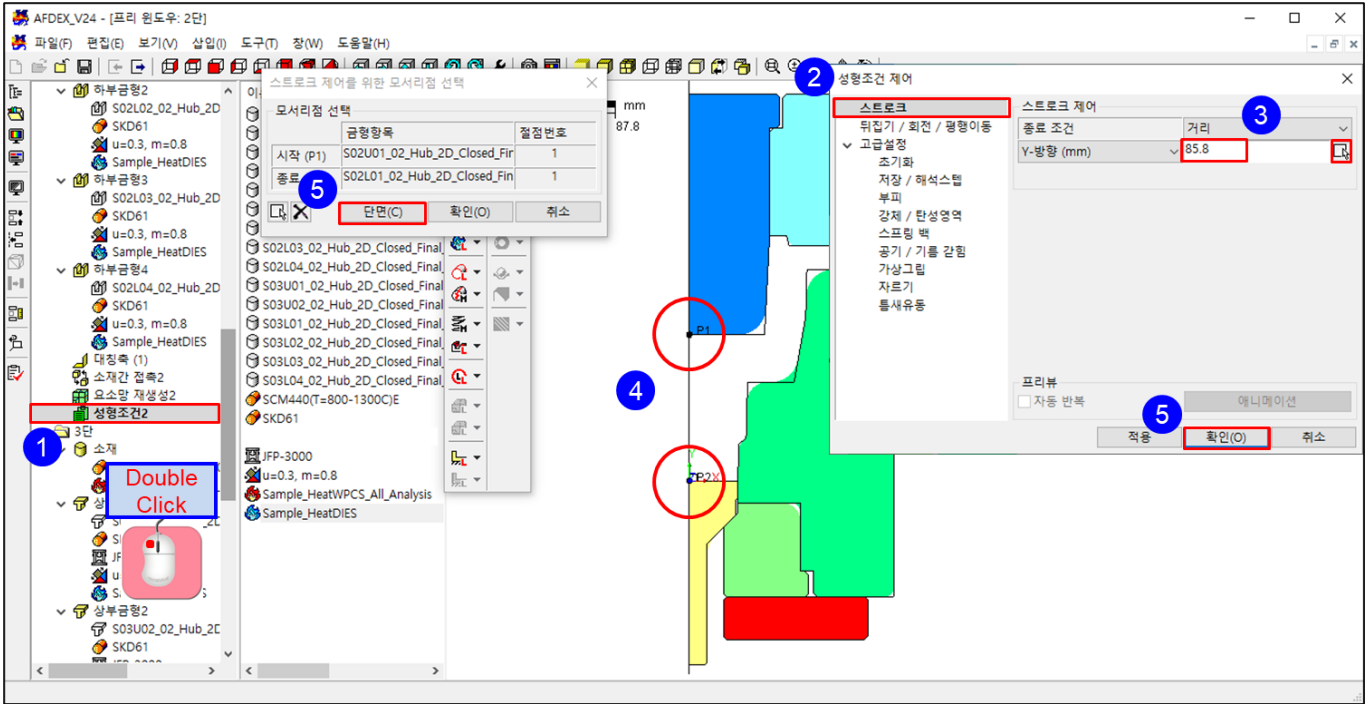 AFDEX_V24 - [프리 윈도우: 2단]
파일(F) 편집(E) 보기(V) 삽입(I) 도구(T) 창(W) 도움말(H)
하부금형2
S02L02_02_Hub_2D
SKD61
u=0.3, m=0.8
Sample_HeatDIES
하부금형3
S02L03_02_Hub_2D
SKD61
u=0.3, m=0.8
Sample_HeatDIES
하부금형4
S02L04_02_Hub_2D
SKD61
u=0.3, m=0.8
Sample_HeatDIES
대칭축 (1)
소재간 접촉2
요소망 재생성2
성형조건2
1
3단
소재
Double
Click
상부금형2
S03U02_02_Hub_2D
SKD61
S02L03_02_Hub_2D_Closed_Final_
S02L04_02_Hub_2D_Closed_Final_
S03U01_02_Hub_2D_Closed_Final_
S03U02_02_Hub_2D_Closed_Final_
S03L01_02_Hub_2D_Closed_Final_
S03L02_02_Hub_2D_Closed_Final_
S03L03_02_Hub_2D_Closed_Final_
S03L04_02_Hub_2D_Closed_Final_
SCM440(T=800-1300C)E
SKD61
JFP-3000
u=0.3, m=0.8
Sample_HeatWPCS_All_Analysis
Sample_HeatDIES
스트로크 제어를 위한 모서리점 선택
모서리점 선택
금형항목 절점번호
시작 (P1) S02U01_02_Hub_2D_Closed_Fir 1
종료 S02L01_02_Hub_2D_Closed_Fin 1
5
단면(C) 확인(O) 취소
mm
87.8
P1
4
Y
X
2
성형조건 제어
스트로크
뒤집기 / 회전 / 평행이동
고급설정
초기화
저장 / 해석스텝
부피
강체 / 탄성영역
스프링 백
공기 / 기름 갇힘
가상그립
자르기
틈새유동
스트로크 제어
3
종료 조건 거리
Y-방향 (mm) 85.8
프리뷰
자동 반복 애니메이션
5
적용 확인(O) 취소